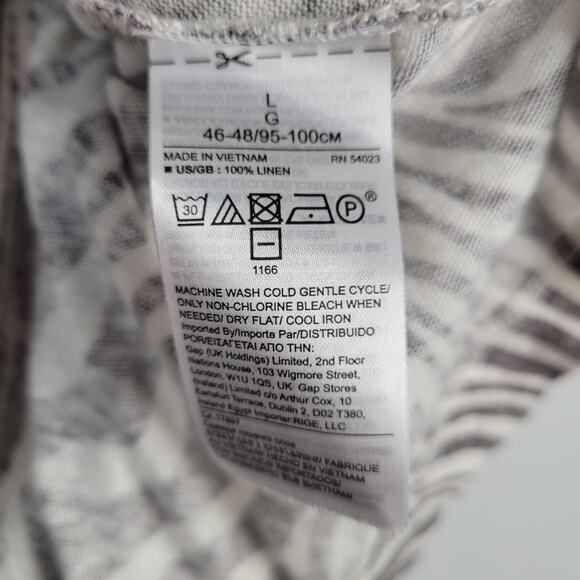 L
G
46-48/95-100CM
MADE IN VIETNAM RN 54023
■ US/GB : 100% LINEN
30 P ®
1166
MACHINE WASH COLD GENTLE CYCLE/
ONLY NON-CHLORINE BLEACH WHEN
NEEDED/ DRY FLAT/ COOL IRON
Imported By/Importe Par/DISTRIBUIDO
POR/ΕΙΣΑΓΕΤΑΙ ΑΠΟ ΤΗΝ:
Gap (UK Holdings) Limited, 2nd Floor
Nations House, 103 Wigmore Street,
London, W1U 1QS, UK Gap Stores
(Ireland) Limited c/o Arthur Cox, 10
Earlsfort Terrace, Dublin 2, D02 T380,
Ireland Egypt Importer:RIGE, LLC
FABRIQUE
VIETNAM/ HECHO EN VIETNAM